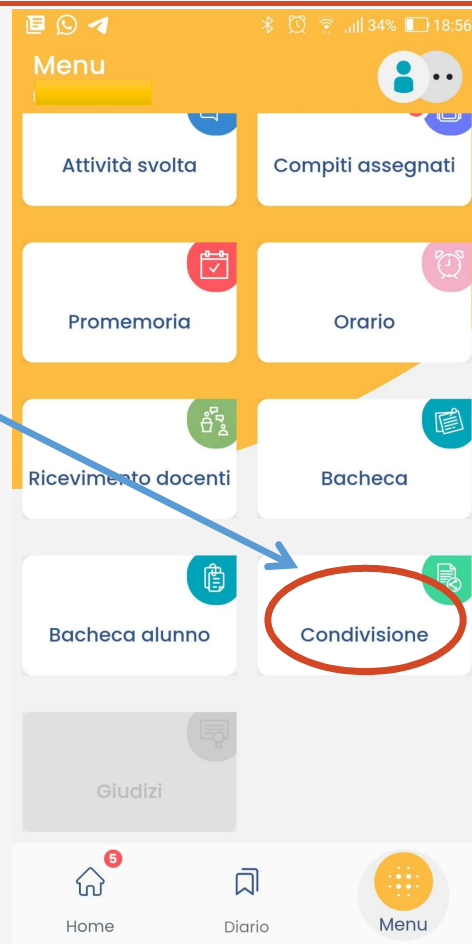 34% 18:56
Menu
Attività svolta
Compiti assegnati
Promemoria
Orario
Ricevimento docenti
Bacheca
Bacheca alunno
Condivisione
Giudizi
5
Home
Diario
Menu